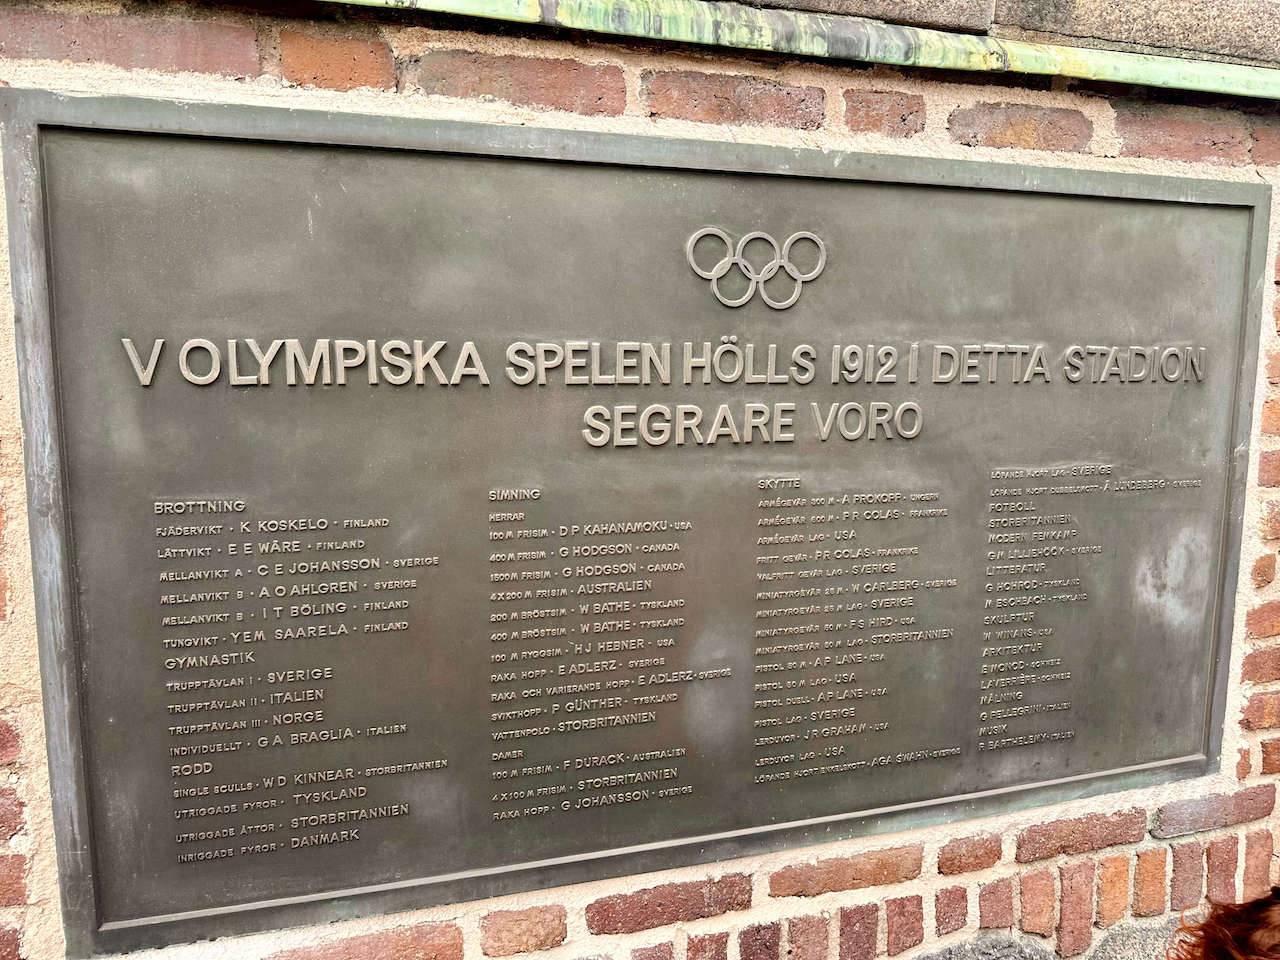 V OLYMPISKA SPELEN HÖLLS 1912 I DETTA STADION
SEGRARE VORO
BROTTNING
FJÄDERVIKT · K KOSKELO · FINLAND
LÄTTVIKT · E E WÄRE · FINLAND
MELLANVIKT A · C E JOHANSSON · SVERIGE
MELLANVIKT B · A O AHLGREN · SVERIGE
MELLANVIKT B · I T BÖLING · FINLAND
TUNGVIKT · YEM SAARELA · FINLAND
GYMNASTIK
TRUPPTÄVLAN I · SVERIGE
TRUPPTÄVLAN II · ITALIEN
TRUPPTÄVLAN III · NORGE
INDIVIDUELLT · G A BRAGLIA · ITALIEN
RODD
SINGLE SCULLS · W D KINNEAR · STORBRITANNIEN
UTRIGGADE FYROR · TYSKLAND
UTRIGGADE ÅTTOR · STORBRITANNIEN
INRIGGADE FYROR · DANMARK
SIMNING
HERRAR
100 M FRISIM · D P KAHANAMOKU · USA
400 M FRISIM · G HODGSON · CANADA
1500 M FRISIM · G HODGSON · CANADA
4X200 M FRISIM · AUSTRALIEN
200 M BRÖSTSIM · W BATHE · TYSKLAND
400 M BRÖSTSIM · W BATHE · TYSKLAND
100 M RYGGSIM · H J HEBNER · USA
RAKA HOPP · E ADLERZ · SVERIGE
RAKA OCH VARIERANDE HOPP · E ADLERZ · SVERIGE
SVIKTHOPP · P GÜNTHER · TYSKLAND
VATTENPOLO · STORBRITANNIEN
DAMER
100 M FRISIM · F DURACK · AUSTRALIEN
4X100 M FRISIM · STORBRITANNIEN
RAKA HOPP · G JOHANSSON · SVERIGE
SKYTTE
ARMÉGEVÄR 300 M · A PROKOPP · UNGERN
ARMÉGEVÄR 600 M · P R COLAS · FRANKRIKE
ARMÉGEVÄR LAG · USA
FRITT GEVÄR · P R COLAS · FRANKRIKE
VALFRITT GEVÄR LAG · SVERIGE
MINIATYRGEVÄR 25 M · W CARLBERG · SVERIGE
MINIATYRGEVÄR 25 M LAG · SVERIGE
MINIATYRGEVÄR 50 M · F S HIRD · USA
MINIATYRGEVÄR 50 M LAG · STORBRITANNIEN
PISTOL 50 M · A P LANE · USA
PISTOL 50 M LAG · USA
PISTOL DUELL · A P LANE · USA
PISTOL LAG · SVERIGE
LERDUVOR · J R GRAHAM · USA
LERDUVOR LAG · USA
LÖPANDE HJORT ENKELSKOTT · A G A SWAHN · SVERIGE
LÖPANDE HJORT LAG · SVERIGE
LÖPANDE HJORT DUBBELSKOTT · Å LUNDEBERG · SVERIGE
FOTBOLL
STORBRITANNIEN
MODERN FEMKAMP
G M LILLIEHÖÖK · SVERIGE
LITTERATUR
G HOHROD · TYSKLAND
M ESCHBACH · TYSKLAND
SKULPTUR
W WINANS · USA
ARKITEKTUR
E MONOD · SCHWEIZ
LAVERRIÈRE · SCHWEIZ
MÅLNING
G PELLEGRINI · ITALIEN
MUSIK
R BARTHELEMY · ITALIEN